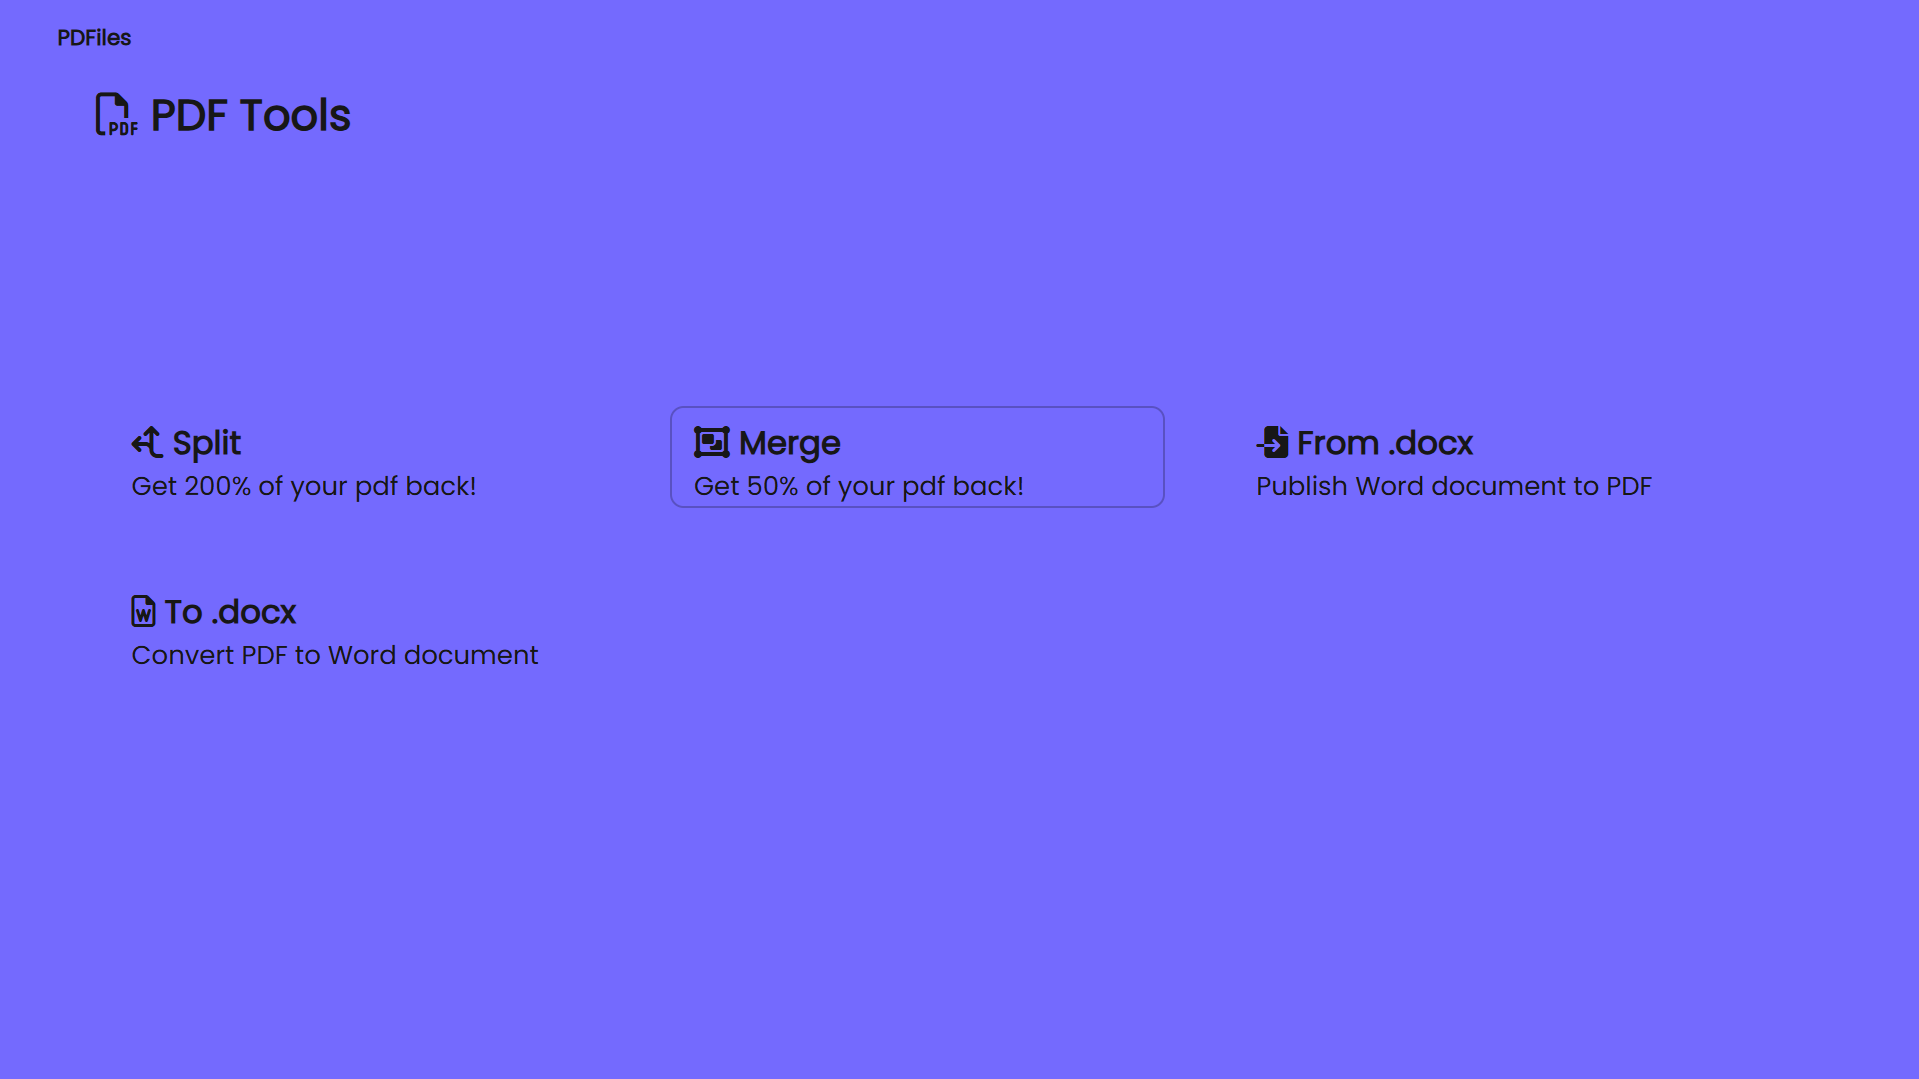 PDFiles
PDF Tools
Split
Get 200% of your pdf back!
Merge
Get 50% of your pdf back!
From .docx
Publish Word document to PDF
To .docx
Convert PDF to Word document